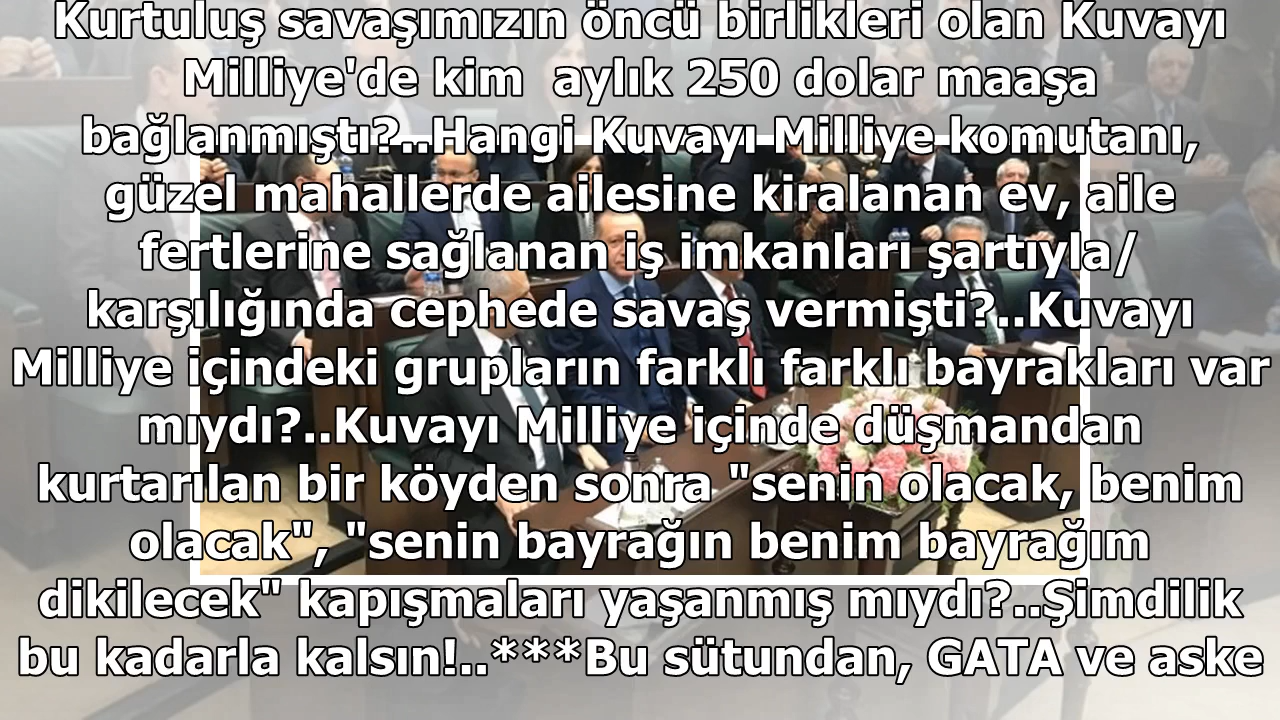 Kurtuluş savaşımızın öncü birlikleri olan Kuvayı
Milliye'de kim  aylık 250 dolar maaşa
bağlanmıştı?..Hangi Kuvayı Milliye komutanı,
güzel mahallerde ailesine kiralanan ev, aile
fertlerine sağlanan iş imkanları şartıyla/
karşılığında cephede savaş vermişti?..Kuvayı
Milliye içindeki grupların farklı farklı bayrakları var
mıydı?..Kuvayı Milliye içinde düşmandan
kurtarılan bir köyden sonra "senin olacak, benim
olacak", "senin bayrağın benim bayrağım
dikilecek" kapışmaları yaşanmış mıydı?..Şimdilik
bu kadarla kalsın!..***Bu sütundan, GATA ve aske